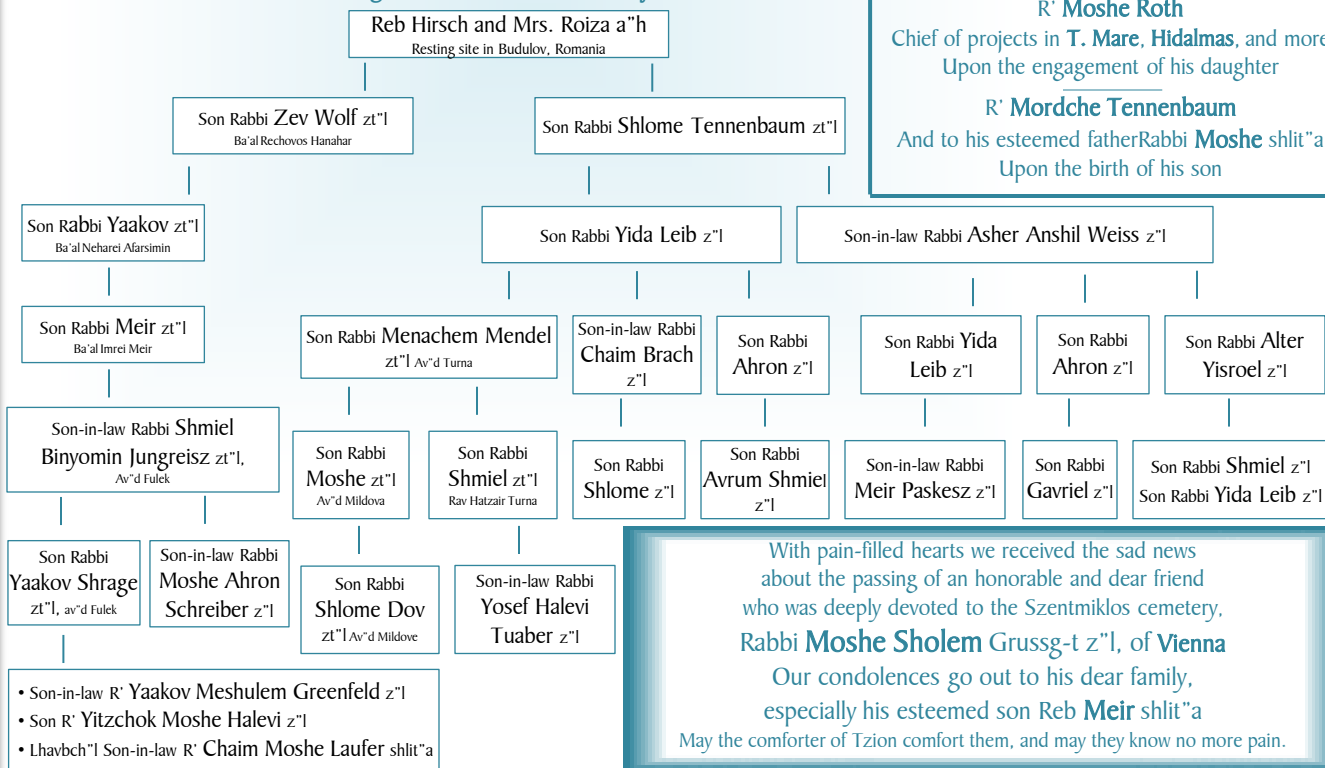 Reb Hirsch and Mrs. Roiza a"h
Resting site in Budulov, Romania
Son Rabbi Zev Wolf zt"l
Ba'al Rechovos Hanahar
Son Rabbi Shlome Tennenbaum zt"l
R' Moshe Roth
Chief of projects in T. Mare, Hidalmas, and more
Upon the engagement of his daughter
R' Mordche Tennenbaum
And to his esteemed fatherRabbi Moshe shlit"a
Upon the birth of his son
Son Rabbi Yaakov zt"l
Ba'al Neharei Afarsimin
Son Rabbi Yida Leib z"l
Son-in-law Rabbi Asher Anshil Weiss z"l
Son Rabbi Meir zt"l
Ba'al Imrei Meir
Son Rabbi Menachem Mendel
zt"l Av"d Turna
Son-in-law Rabbi
Chaim Brach
z"l
Son Rabbi
Ahron z"l
Son Rabbi Yida
Leib z"l
Son Rabbi
Ahron z"l
Son Rabbi Alter
Yisroel z"l
Son-in-law Rabbi Shmiel
Binyomin Jungreisz zt"l,
Av"d Fulek
Son Rabbi
Moshe zt"l
Av"d Mildova
Son Rabbi
Shmiel zt"l
Rav Hatzair Turna
Son Rabbi
Shlome z"l
Son Rabbi
Avrum Shmiel
z"l
Son-in-law Rabbi
Meir Paskesz z"l
Son Rabbi
Gavriel z"l
Son Rabbi Shmiel z"l
Son Rabbi Yida Leib z"l
Son Rabbi
Yaakov Shrage
zt"l, av"d Fulek
Son-in-law Rabbi
Moshe Ahron
Schreiber z"l
Son Rabbi
Shlome Dov
zt"l Av"d Mildove
Son-in-law Rabbi
Yosef Halevi
Tuaber z"l
• Son-in-law R' Yaakov Meshulem Greenfeld z"l
• Son R' Yitzchok Moshe Halevi z"l
• Lhavbch"l Son-in-law R' Chaim Moshe Laufer shlit"a
With pain-filled hearts we received the sad news
about the passing of an honorable and dear friend
who was deeply devoted to the Szentmiklos cemetery,
Rabbi Moshe Sholem Grussg-t z"l, of Vienna
Our condolences go out to his dear family,
especially his esteemed son Reb Meir shlit"a
May the comforter of Tzion comfort them, and may they know no more pain.